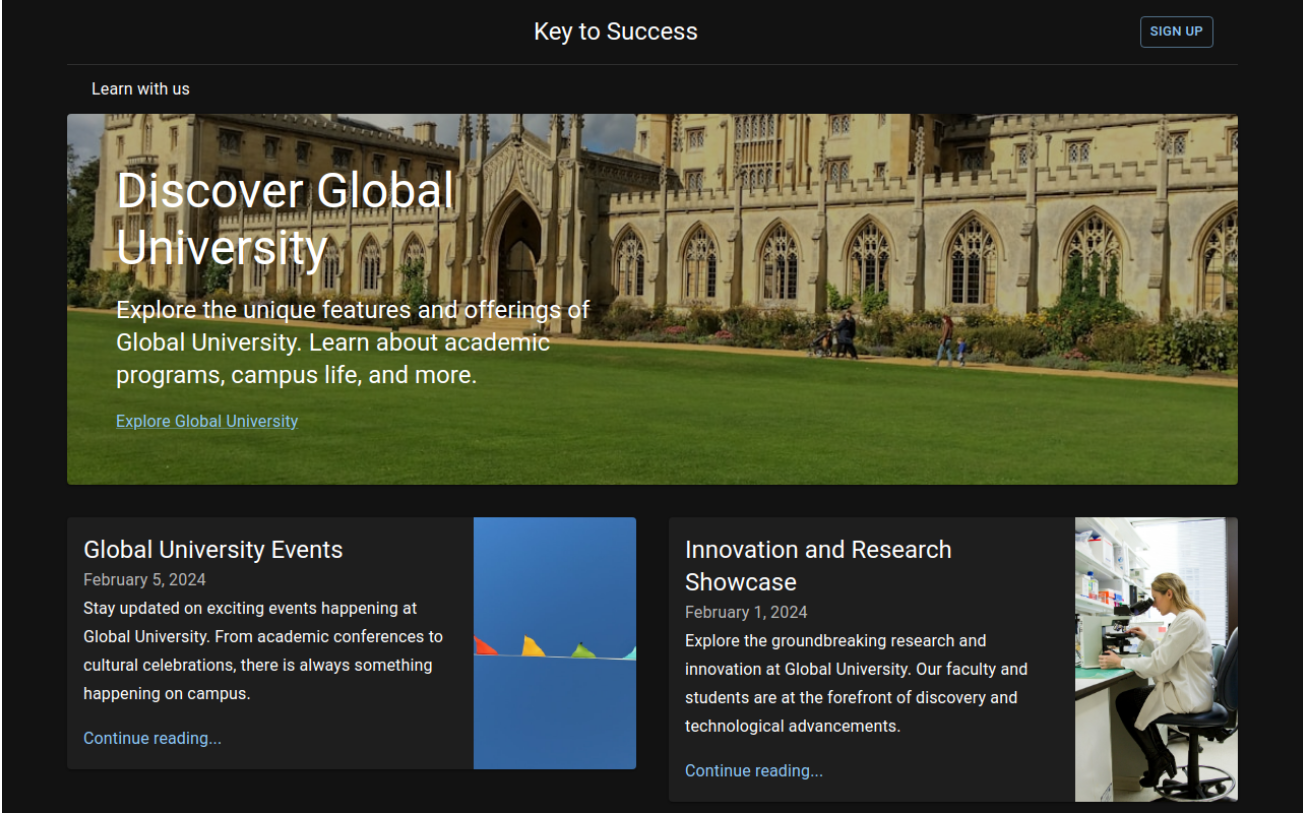 Key to Success
SIGN UP
Learn with us
Discover Global
University
Explore the unique features and offerings of
Global University. Learn about academic
programs, campus life, and more.
Explore Global University
Global University Events
February 5, 2024
Stay updated on exciting events happening at
Global University. From academic conferences to
cultural celebrations, there is always something
happening on campus.
Continue reading...
Innovation and Research
Showcase
February 1, 2024
Explore the groundbreaking research and
innovation at Global University. Our faculty and
students are at the forefront of discovery and
technological advancements.
Continue reading...